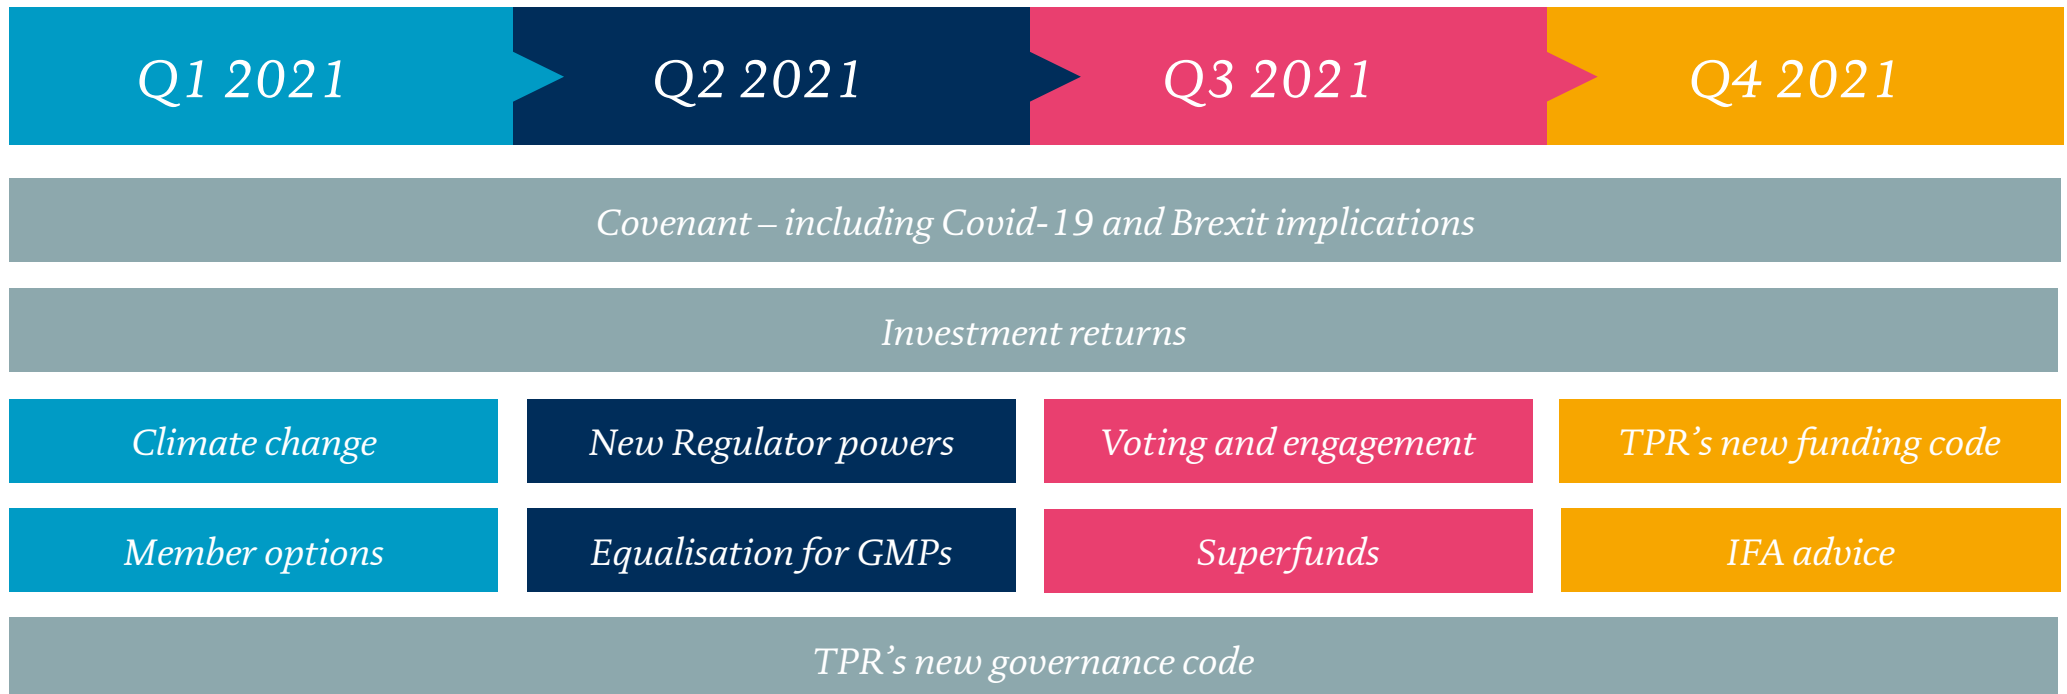 Q1 2021
Q2 2021
Q3 2021
Q4 2021
Covenant – including Covid-19 and Brexit implications
Investment returns
Climate change
New Regulator powers
Voting and engagement
TPR’s new funding code
Member options
Equalisation for GMPs
Superfunds
IFA advice
TPR’s new governance code